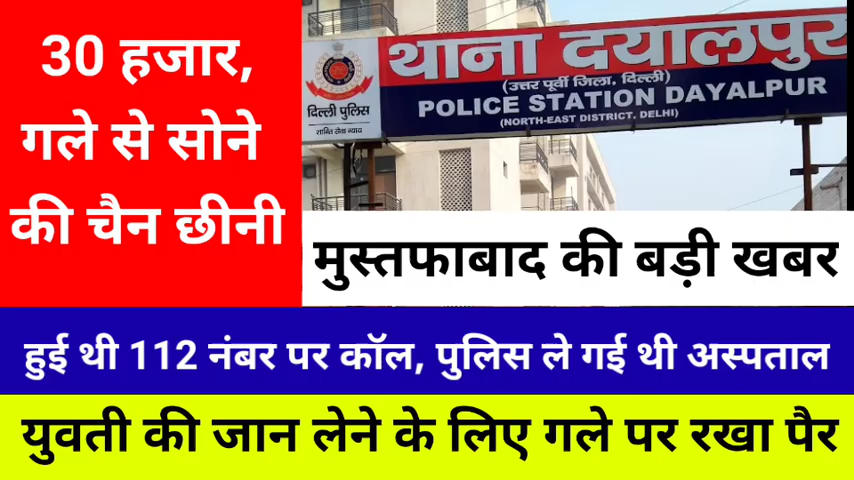 30 हजार,
गले से सोने
की चैन छीनी
थाना दयालपुर
(उत्तर पूर्वी जिला, दिल्ली)
POLICE STATION DAYALPUR
(NORTH-EAST DISTRICT, DELHI)
दिल्ली पुलिस
शान्ति सेवा न्याय
मुस्तफाबाद की बड़ी खबर
हुई थी 112 नंबर पर कॉल, पुलिस ले गई थी अस्पताल
युवती की जान लेने के लिए गले पर रखा पैर